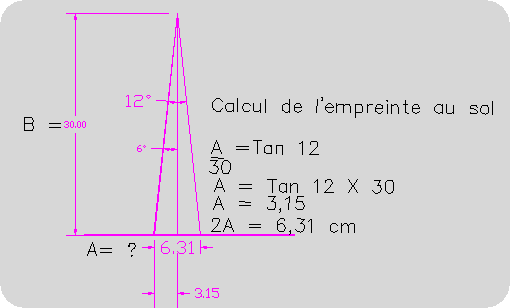 12°
Calcul de l'empreinte au sol
B = 30.00
6°
A =Tan 12
30
A = Tan 12 X 30
A = 3,15
2A = 6,31 cm
A= ?
6.31
3.15